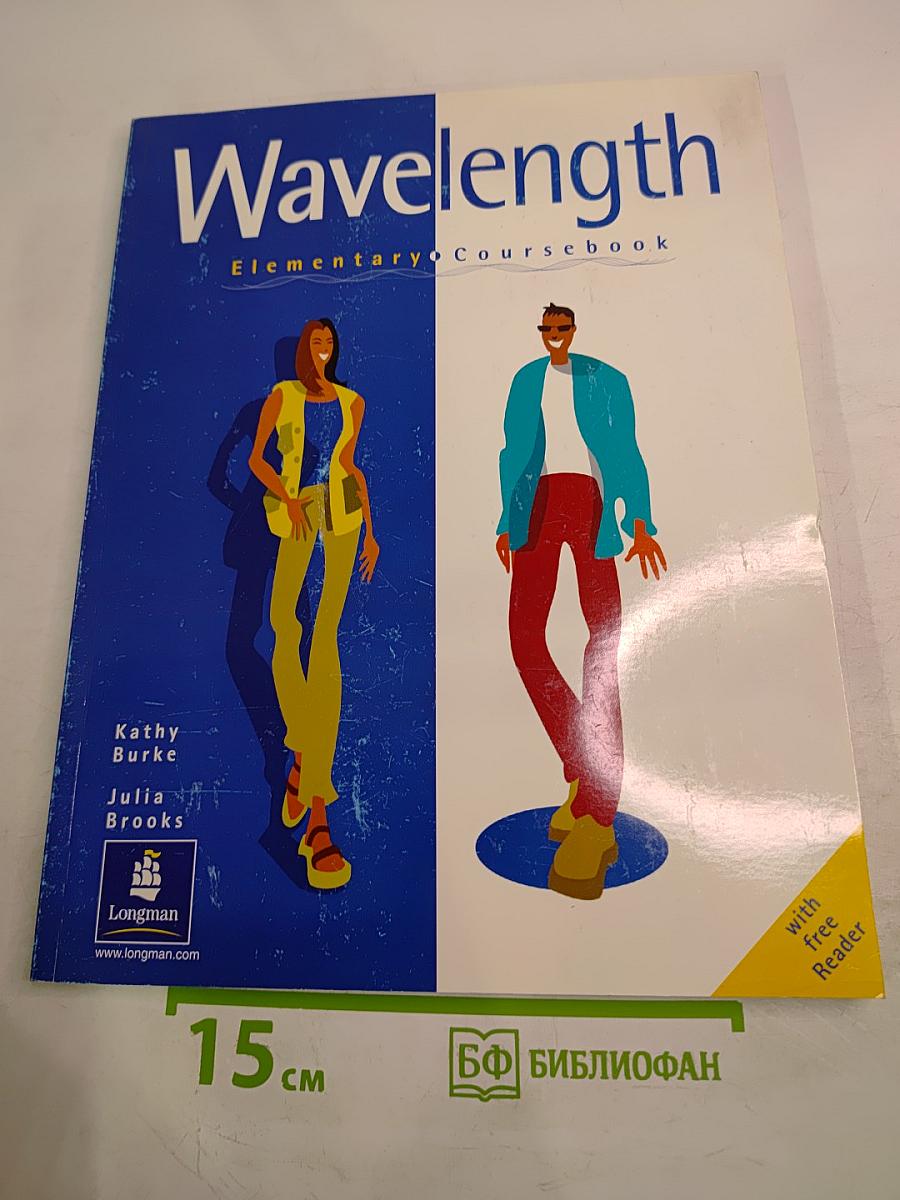 Wavelength
Elementary • Coursebook
Kathy
Burke
Julia
Brooks
Longman
www.longman.com
with
free
Reader
15 см
БФ БИБЛИОФАН